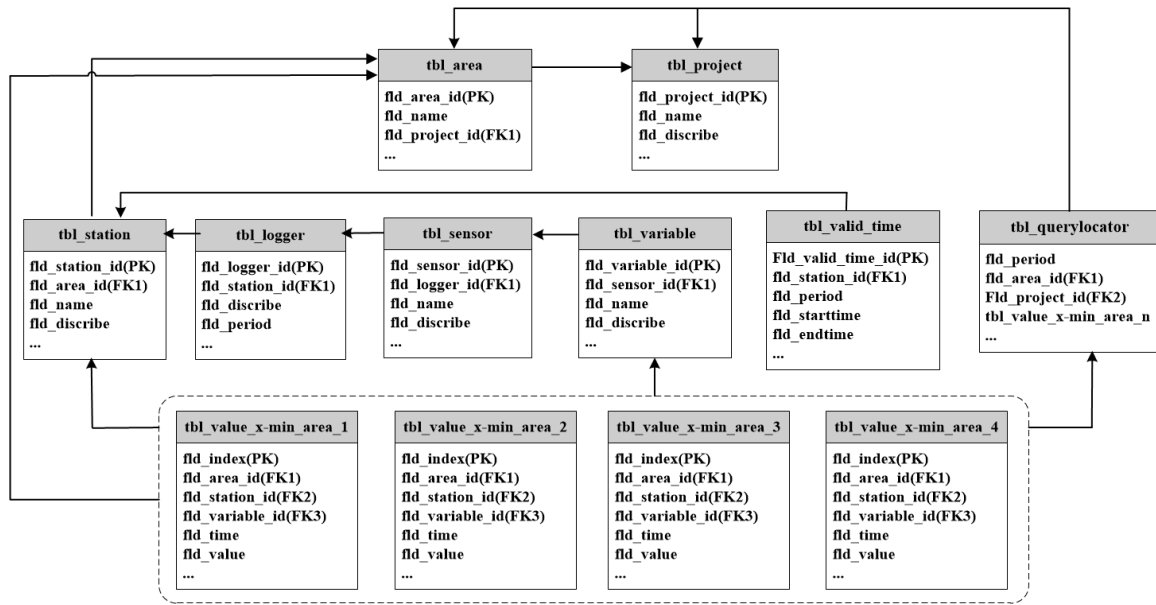 tbl_area
fld_area_id(PK)
fld_name
fld_project_id(FK1)
...
tbl_project
fld_project_id(PK)
fld_name
fld_discribe
...
tbl_station
fld_station_id(PK)
fld_area_id(FK1)
fld_name
fld_discribe
...
tbl_logger
fld_logger_id(PK)
fld_station_id(FK1)
fld_discribe
fld_period
...
tbl_sensor
fld_sensor_id(PK)
fld_logger_id(FK1)
fld_name
fld_discribe
...
tbl_variable
fld_variable_id(PK)
fld_sensor_id(FK1)
fld_name
fld_discribe
...
tbl_valid_time
Fld_valid_time_id(PK)
fld_station_id(FK1)
fld_period
fld_starttime
fld_endtime
...
tbl_querylocator
fld_period
fld_area_id(FK1)
Fld_project_id(FK2)
tbl_value_x-min_area_n
...
tbl_value_x-min_area_1
fld_index(PK)
fld_area_id(FK1)
fld_station_id(FK2)
fld_variable_id(FK3)
fld_time
fld_value
...
tbl_value_x-min_area_2
fld_index(PK)
fld_area_id(FK1)
fld_station_id(FK2)
fld_variable_id(FK3)
fld_time
fld_value
...
tbl_value_x-min_area_3
fld_index(PK)
fld_area_id(FK1)
fld_station_id(FK2)
fld_variable_id(FK3)
fld_time
fld_value
...
tbl_value_x-min_area_4
fld_index(PK)
fld_area_id(FK1)
fld_station_id(FK2)
fld_variable_id(FK3)
fld_time
fld_value
...